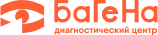 БаГеНа
диагностический центр